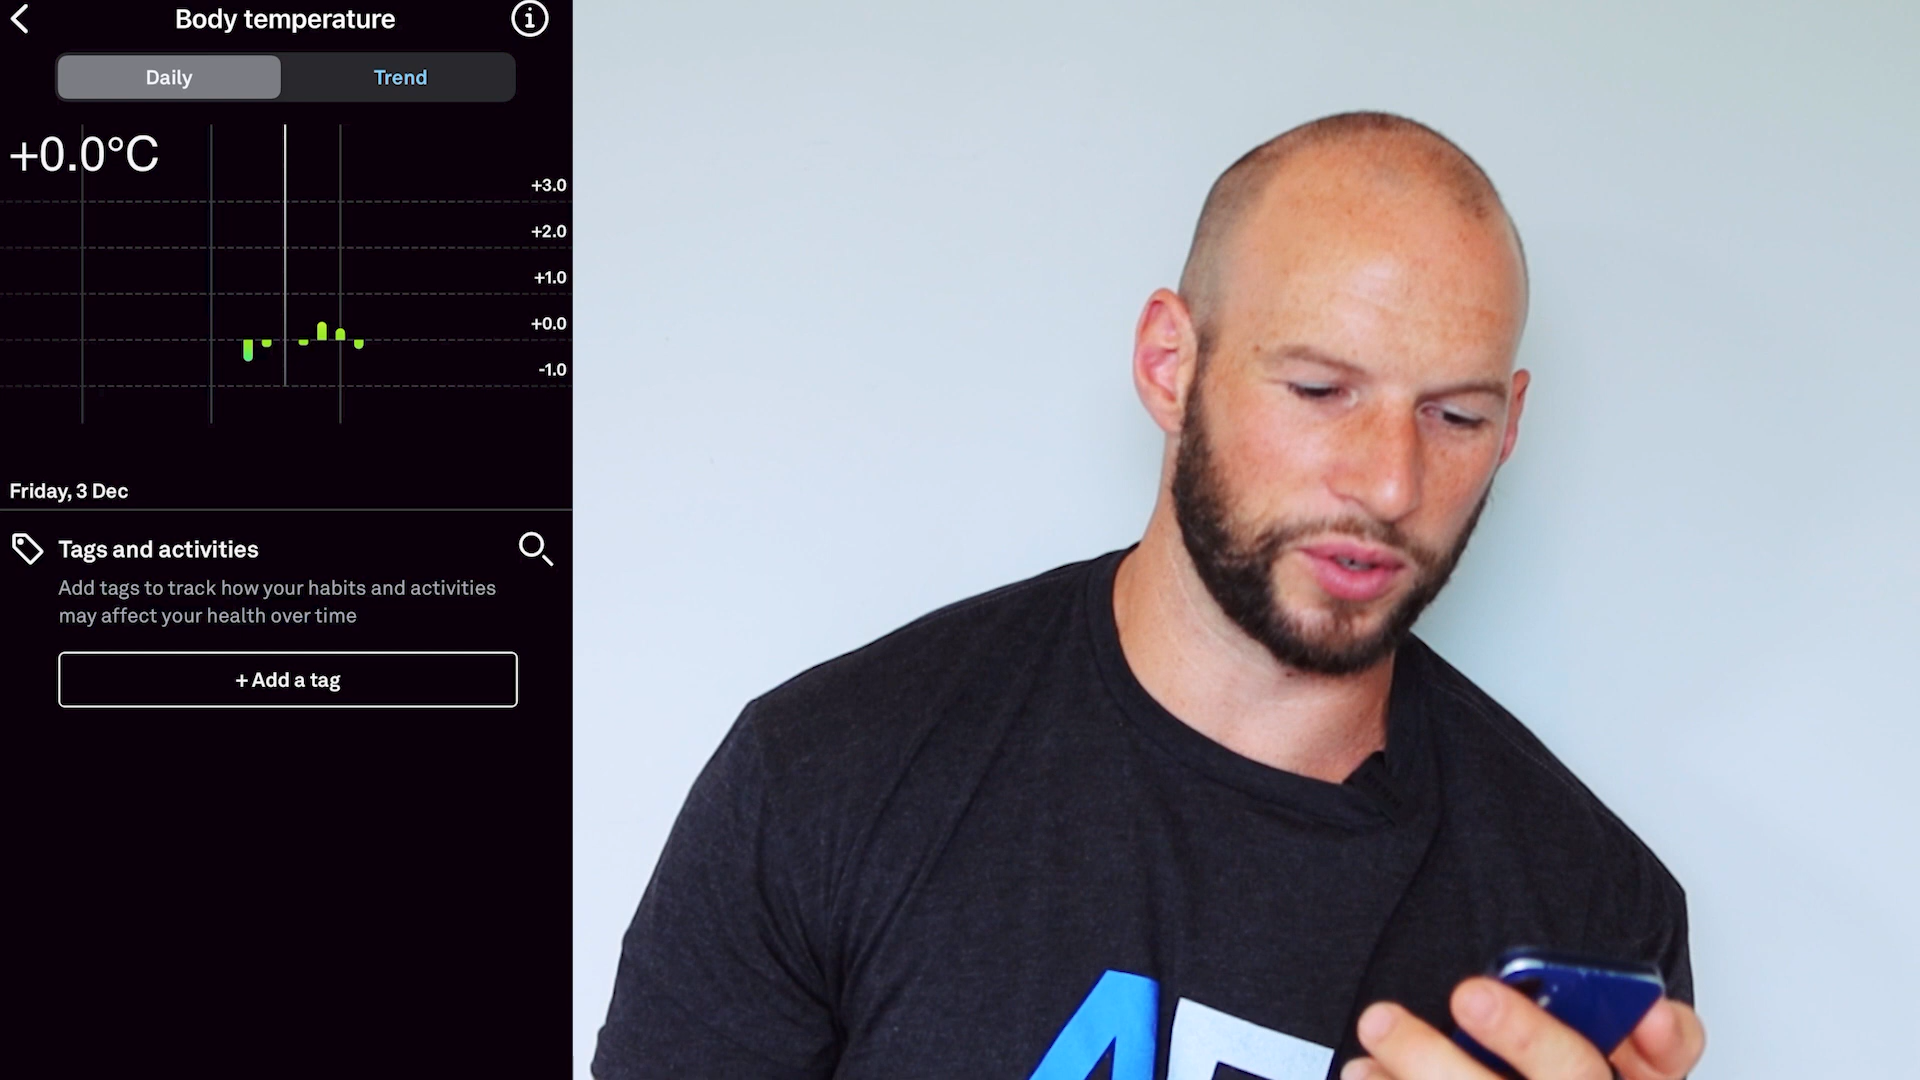 Body temperature
Daily
Trend
+0.0°C
+3.0
+2.0
+1.0
+0.0
-1.0
Friday, 3 Dec
Tags and activities
Add tags to track how your habits and activities
may affect your health over time
+ Add a tag